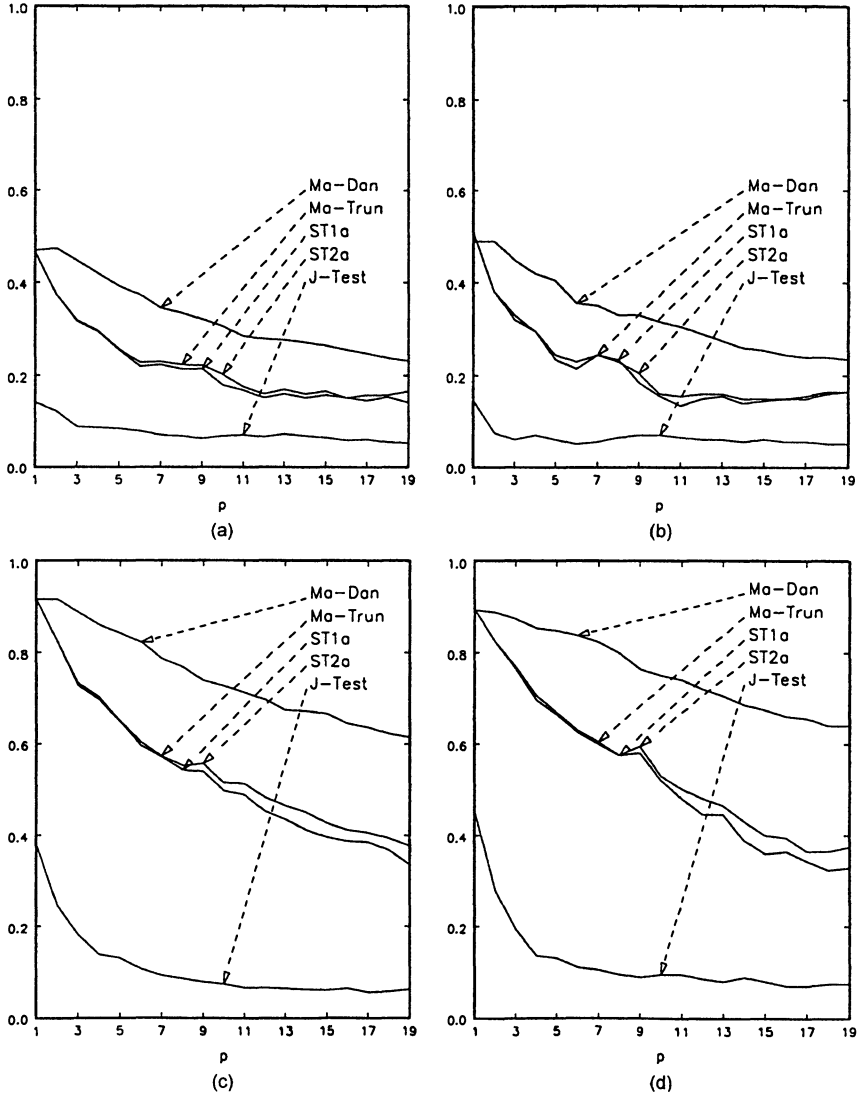 1.0
0.8
0.6
0.4
0.2
0.0
Ma-Dan
Ma-Trun
ST1a
ST2a
J-Test
1 3 5 7 9 11 13 15 17 19
p
(a)
1.0
0.8
0.6
0.4
0.2
0.0
Ma-Dan
Ma-Trun
ST1a
ST2a
J-Test
1 3 5 7 9 11 13 15 17 19
p
(b)
1.0
0.8
0.6
0.4
0.2
0.0
Ma-Dan
Ma-Trun
ST1a
ST2a
J-Test
1 3 5 7 9 11 13 15 17 19
p
(c)
1.0
0.8
0.6
0.4
0.2
0.0
Ma-Dan
Ma-Trun
ST1a
ST2a
J-Test
1 3 5 7 9 11 13 15 17 19
p
(d)